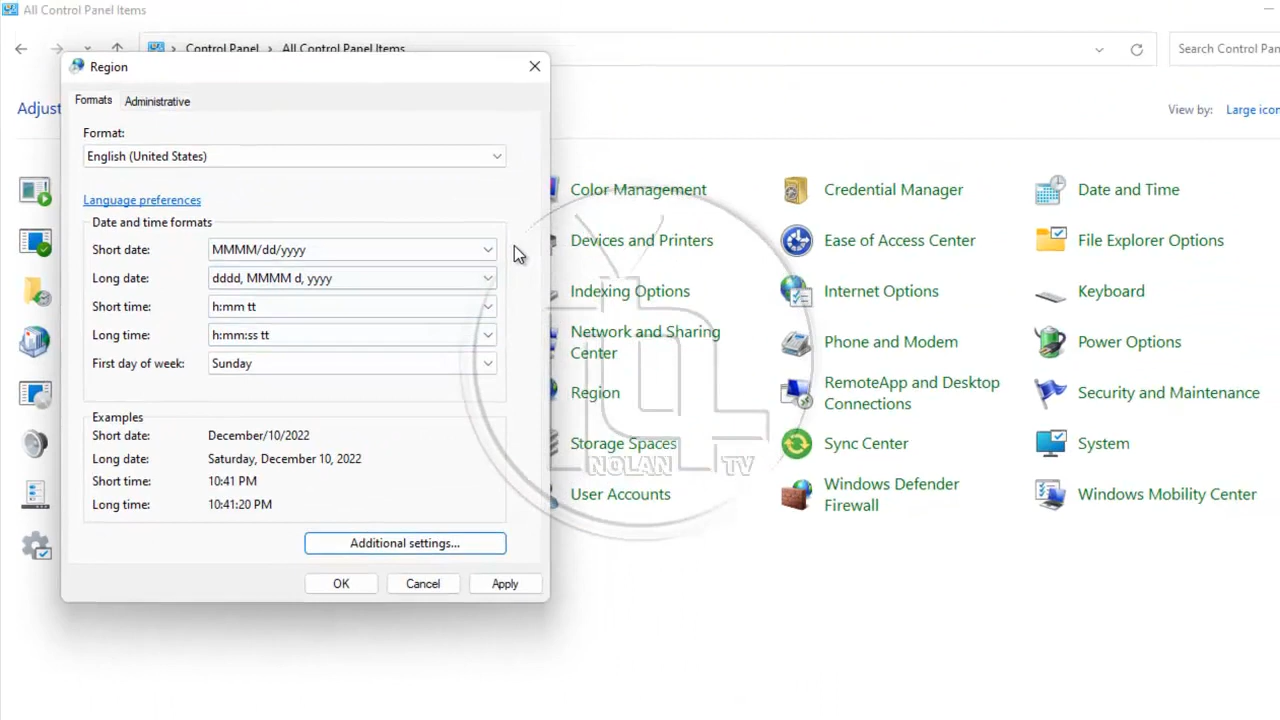 All Control Panel Items
Control Panel > All Control Panel Items
Search Control Pan
Adjust
View by: Large icon
Region
Formats
Administrative
Format:
English (United States)
Language preferences
Date and time formats
Short date: MMMM/dd/yyyy
Long date: dddd, MMMM d, yyyy
Short time: h:mm tt
Long time: h:mm:ss tt
First day of week: Sunday
Examples
Short date: December/10/2022
Long date: Saturday, December 10, 2022
Short time: 10:41 PM
Long time: 10:41:20 PM
Additional settings...
OK
Cancel
Apply
Color Management
Credential Manager
Date and Time
Devices and Printers
Ease of Access Center
File Explorer Options
Indexing Options
Internet Options
Keyboard
Network and Sharing
Center
Phone and Modem
Power Options
Region
RemoteApp and Desktop
Connections
Security and Maintenance
Storage Spaces
Sync Center
System
User Accounts
Windows Defender
Firewall
Windows Mobility Center
NOLAN TV